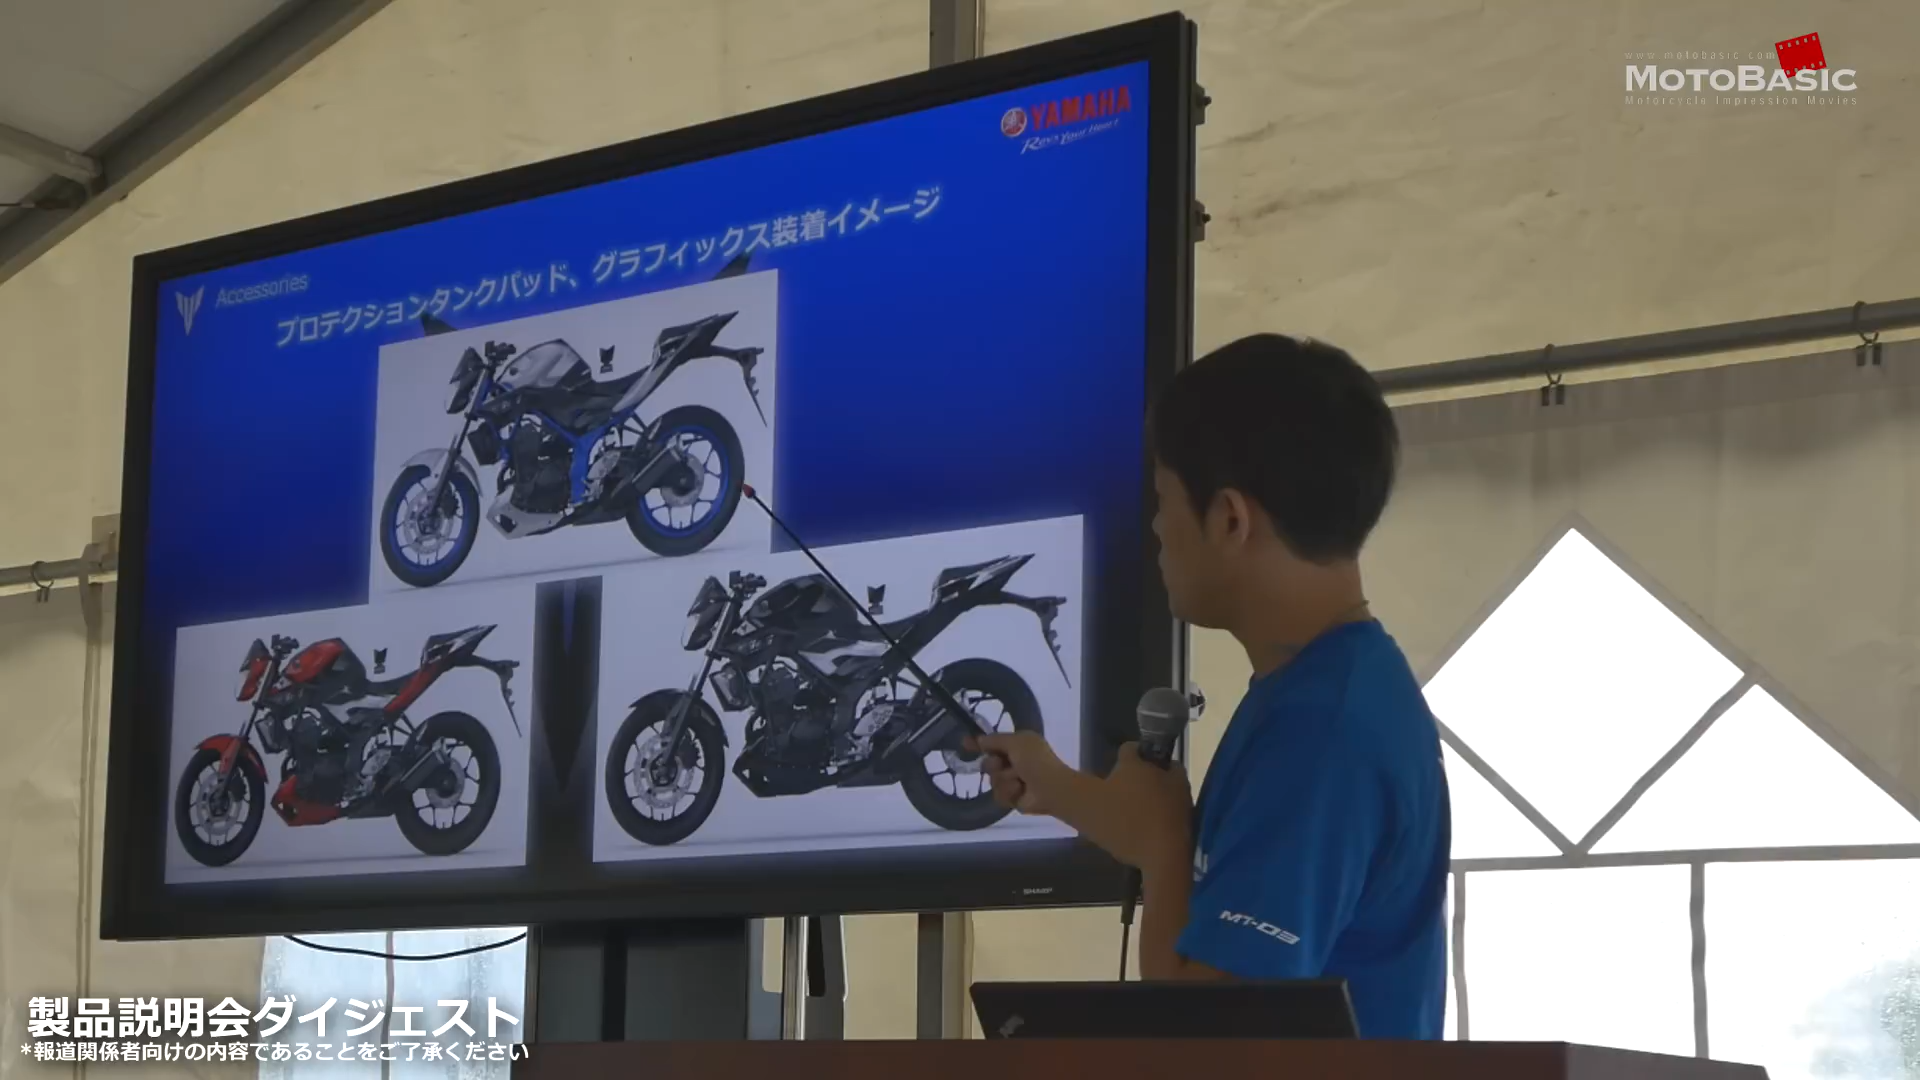 www.motobasic.com
MOTOBASIC
Motorcycle Impression Movies
YAMAHA
Revs Your Heart
Accessories
プロテクションタンクパッド、グラフィックス装着イメージ
SHARP
MT-03
製品説明会ダイジェスト
*報道関係者向けの内容であることをご了承ください